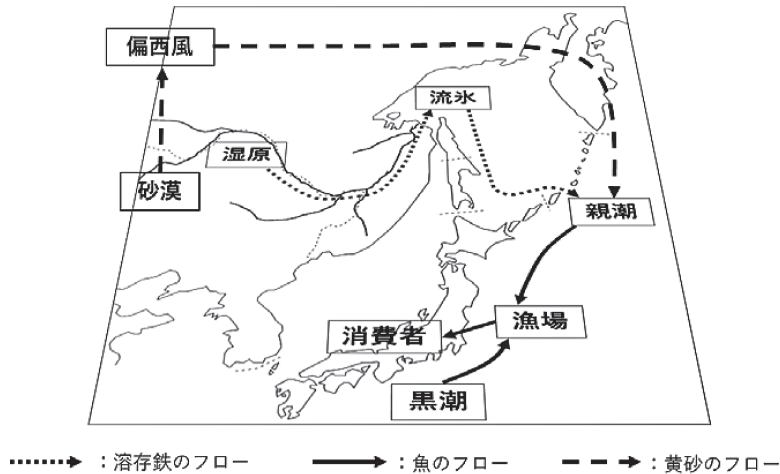 偏西風
流氷
湿原
砂漠
親潮
漁場
消費者
黒潮
：溶存鉄のフロー ：魚のフロー ：黄砂のフロー